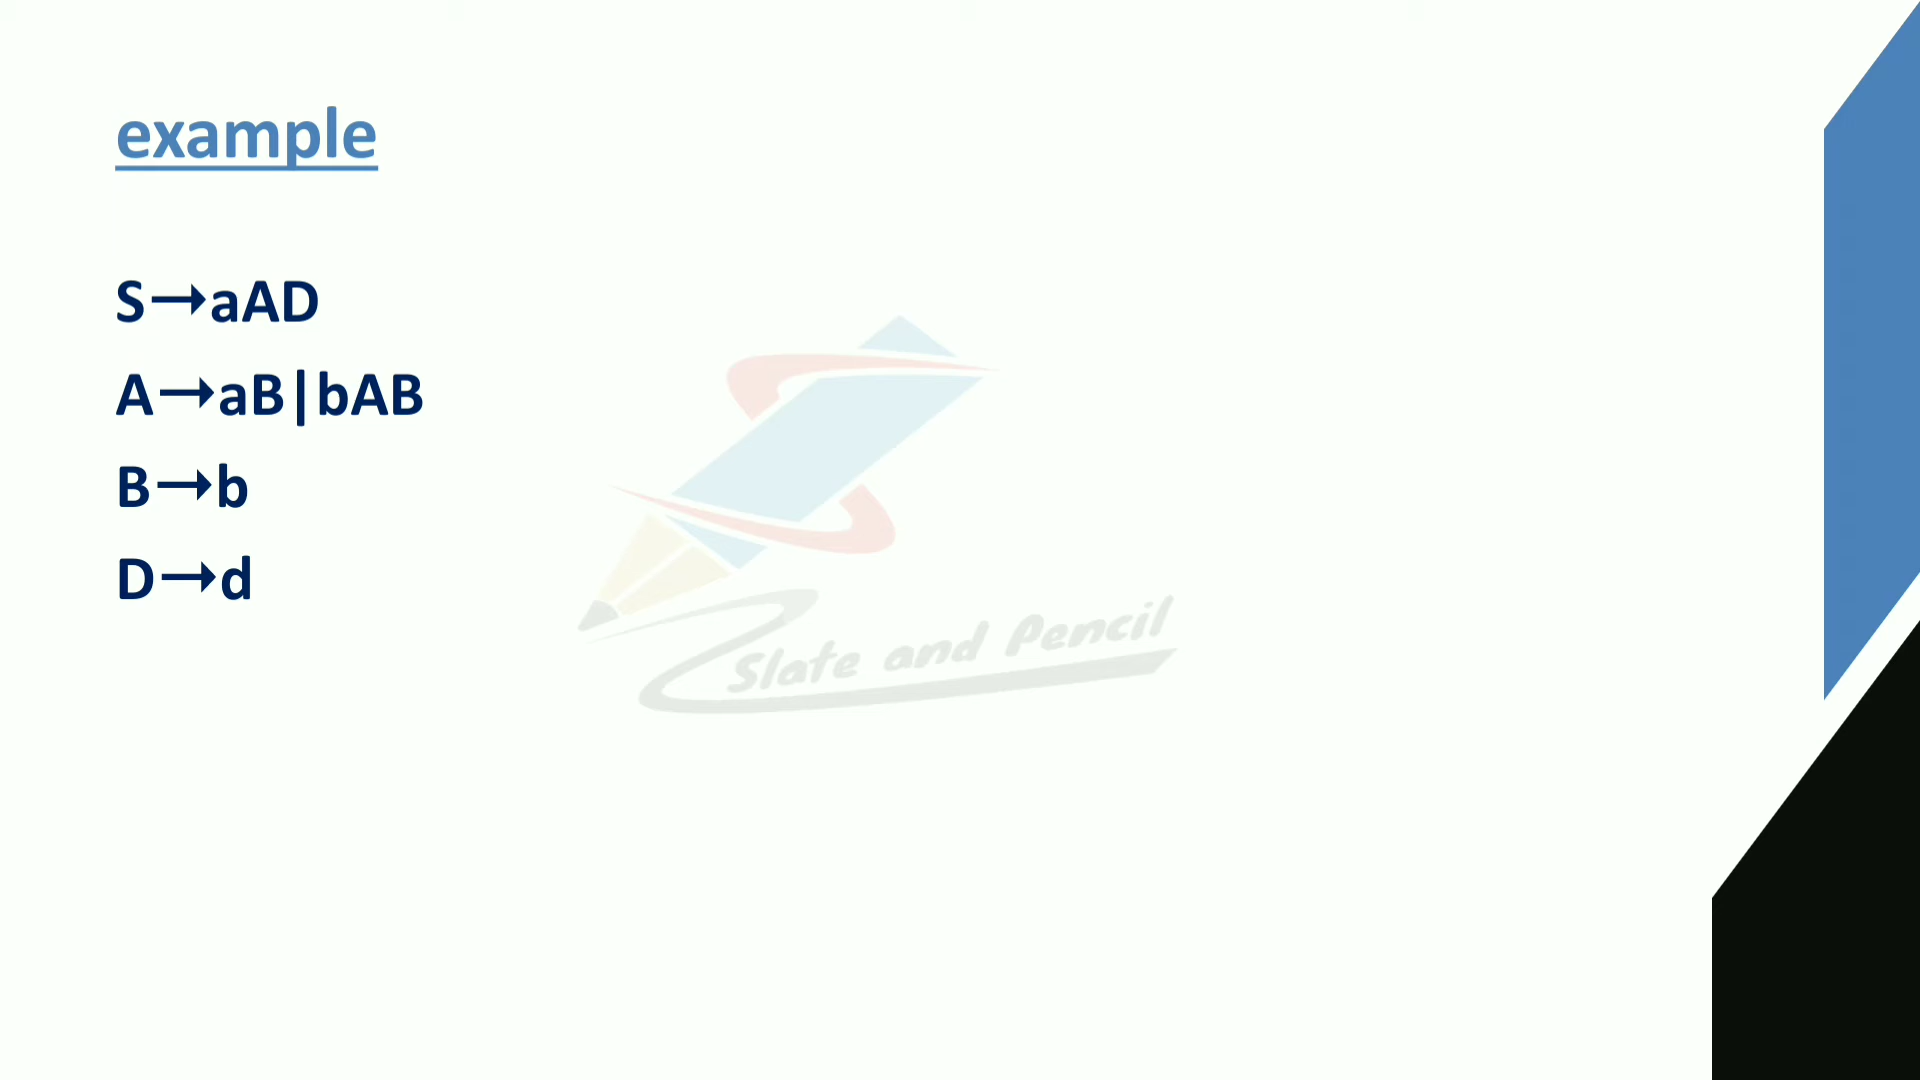 example
S→aAD
A→aB|bAB
B→b
D→d
Slate and Pencil